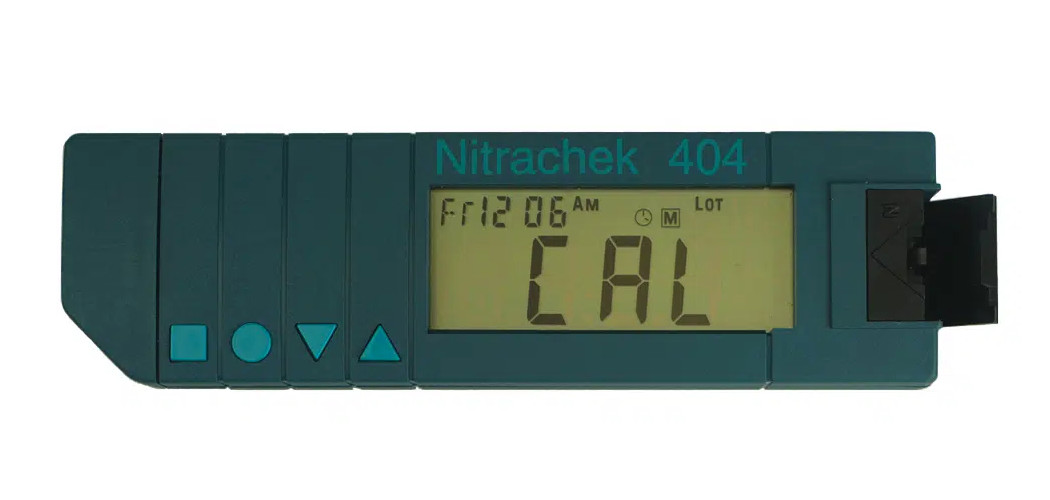 Nitrachek 404
Fr 12 06 AM M LOT
CAL
N